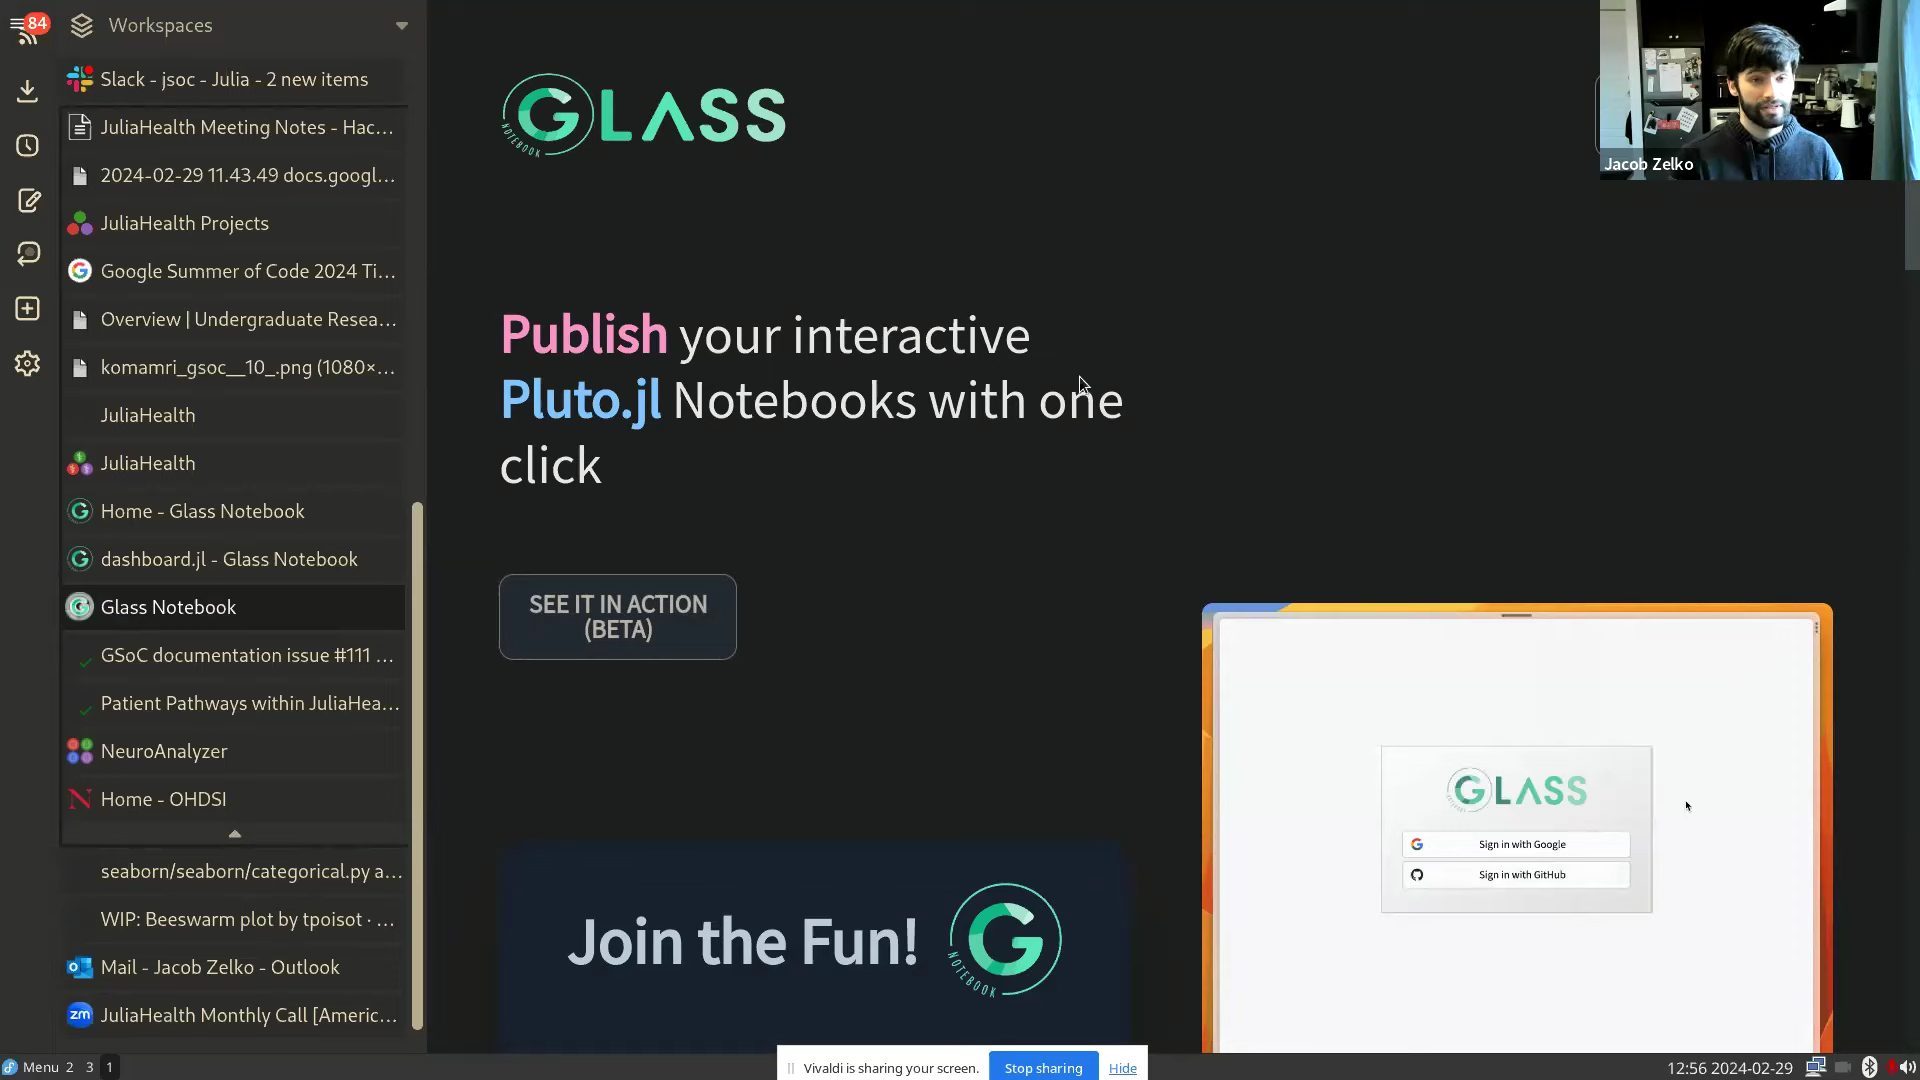 84
Workspaces
Slack - jsoc - Julia - 2 new items
JuliaHealth Meeting Notes - Hac...
2024-02-29 11.43.49 docs.googl...
JuliaHealth Projects
Google Summer of Code 2024 Ti...
Overview | Undergraduate Resea...
komamri_gsoc__10_.png (1080×...
JuliaHealth
JuliaHealth
Home - Glass Notebook
dashboard.jl - Glass Notebook
Glass Notebook
GSoC documentation issue #111 ...
Patient Pathways within JuliaHea...
NeuroAnalyzer
Home - OHDSI
seaborn/seaborn/categorical.py a...
WIP: Beeswarm plot by tpoisot · ...
Mail - Jacob Zelko - Outlook
zm
JuliaHealth Monthly Call [Americ...
GLASS
NOTEBOOK
Publish your interactive
Pluto.jl Notebooks with one
click
SEE IT IN ACTION
(BETA)
Join the Fun!
G
NOTEBOOK
GLASS
Sign in with Google
Sign in with GitHub
Jacob Zelko
Menu 2 3 1
Vivaldi is sharing your screen.
Stop sharing
Hide
12:56 2024-02-29